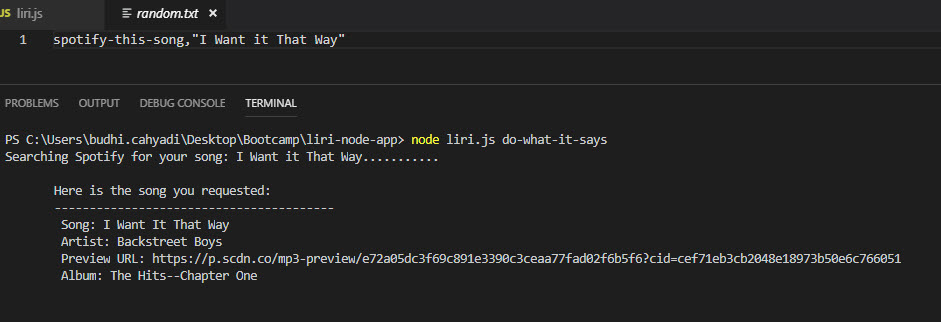 JS liri.js random.txt ×
1 spotify-this-song,"I Want it That Way"
PROBLEMS OUTPUT DEBUG CONSOLE TERMINAL
PS C:\Users\budhi.cahyadi\Desktop\Bootcamp\liri-node-app> node liri.js do-what-it-says
Searching Spotify for your song: I Want it That Way...........
Here is the song you requested:
----------------------------------------
Song: I Want It That Way
Artist: Backstreet Boys
Preview URL: https://p.scdn.co/mp3-preview/e72a05dc3f69c891e3390c3ceaa77fad02f6b5f6?cid=cef71eb3cb2048e18973b50e6c766051
Album: The Hits--Chapter One